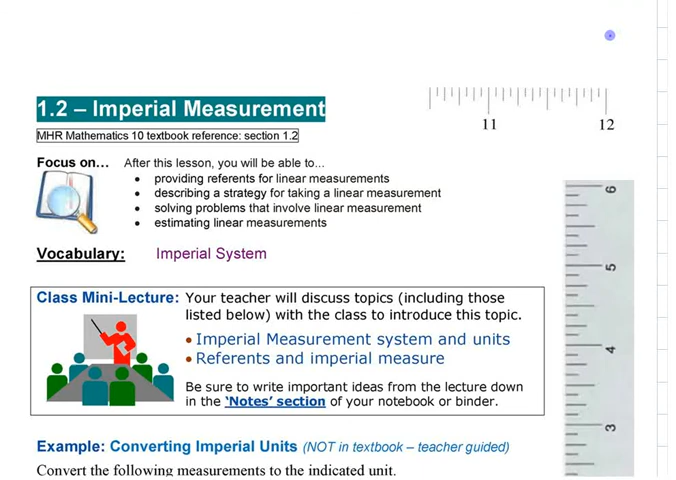 11 12
1.2 – Imperial Measurement
MHR Mathematics 10 textbook reference: section 1.2
Focus on… After this lesson, you will be able to...
• providing referents for linear measurements
• describing a strategy for taking a linear measurement
• solving problems that involve linear measurement
• estimating linear measurements
Vocabulary: Imperial System
6
5
4
3
Class Mini-Lecture: Your teacher will discuss topics (including those
listed below) with the class to introduce this topic.
• Imperial Measurement system and units
• Referents and imperial measure
Be sure to write important ideas from the lecture down
in the ‘Notes’ section of your notebook or binder.
Example: Converting Imperial Units (NOT in textbook – teacher guided)
Convert the following measurements to the indicated unit.